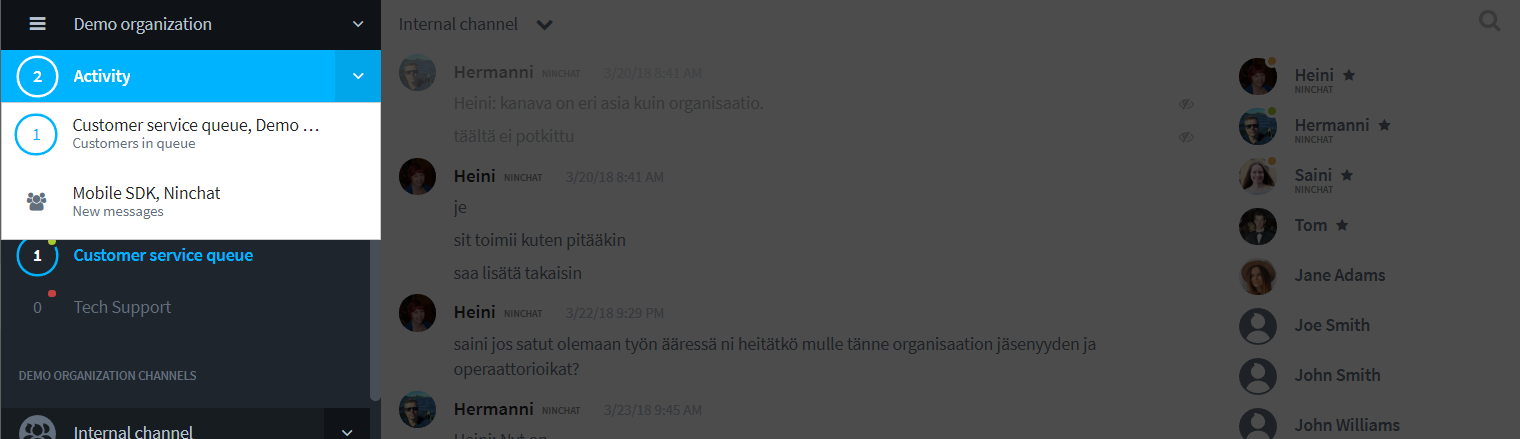 Demo organization
2 Activity
1 Customer service queue, Demo …
Customers in queue
Mobile SDK, Ninchat
New messages
1 Customer service queue
0 Tech Support
DEMO ORGANIZATION CHANNELS
Internal channel
Internal channel
Hermanni NINCHAT 3/20/18 8:41 AM
Heini: kanava on eri asia kuin organisaatio.
täältä ei potkittu
Heini NINCHAT 3/20/18 8:41 AM
je
sit toimii kuten pitääkin
saa lisätä takaisin
Heini NINCHAT 3/22/18 9:29 PM
saini jos satut olemaan työn ääressä ni heitätkö mulle tänne organisaation jäsenyyden ja
operaattorioikat?
Hermanni NINCHAT 3/23/18 9:45 AM
Heini: Nyt on
Heini
NINCHAT
Hermanni
NINCHAT
Saini
NINCHAT
Tom
Jane Adams
Joe Smith
John Smith
John Williams